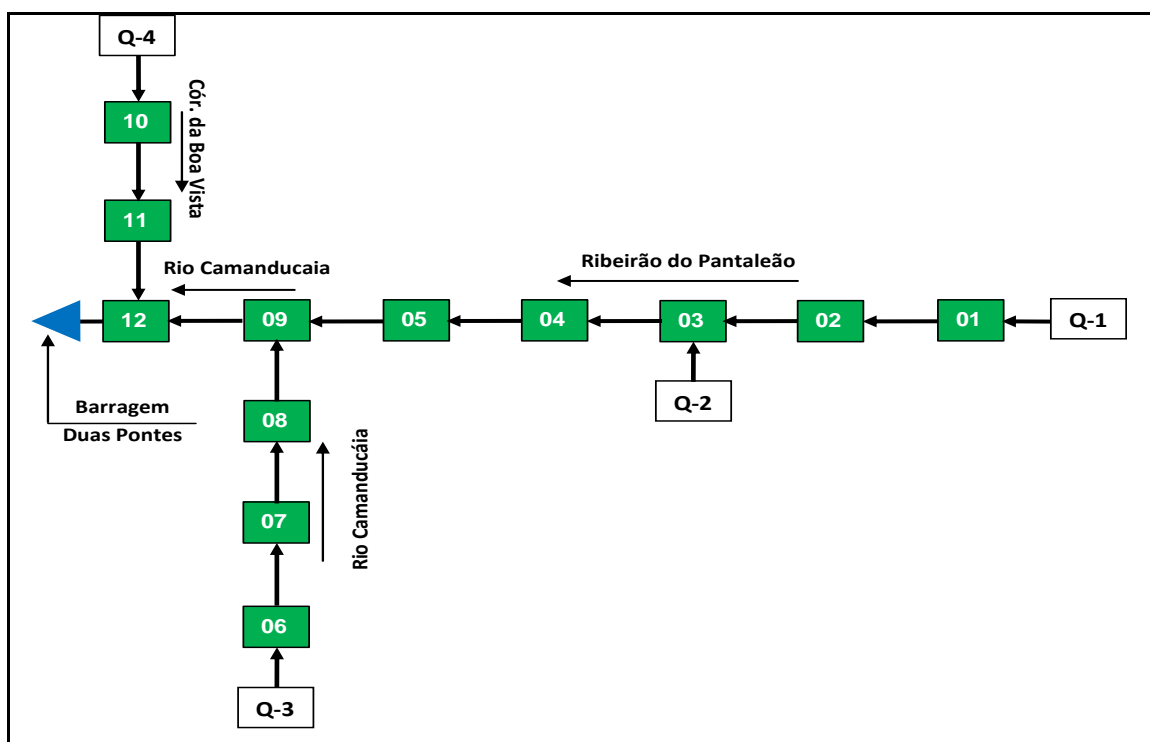 Q-4
10
Cór. da Boa Vista
11
Rio Camanducaia
Ribeirão do Pantaleão
12
09
05
04
03
02
01
Q-1
Q-2
Barragem
Duas Pontes
08
Rio Camanducáia
07
06
Q-3